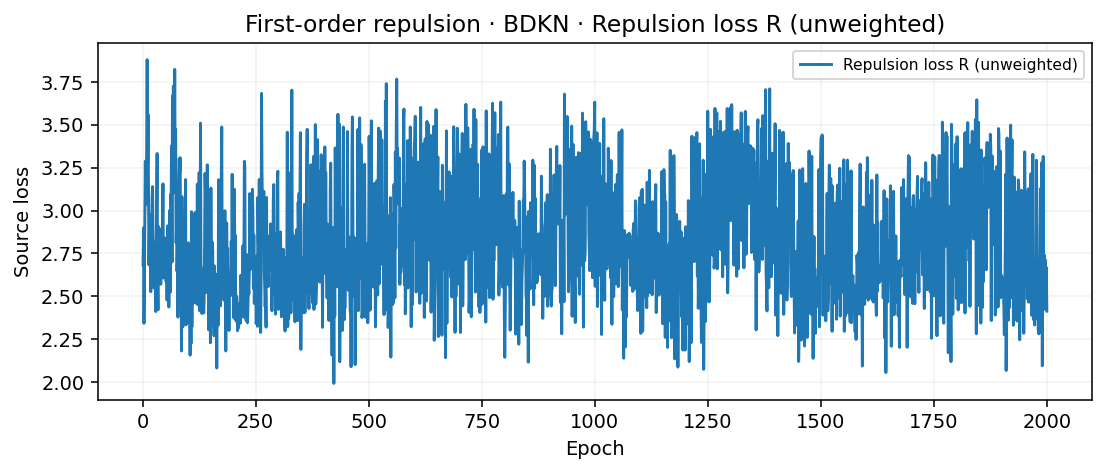 First-order repulsion · BDKN · Repulsion loss R (unweighted)
Repulsion loss R (unweighted)
Source loss
3.75
3.50
3.25
3.00
2.75
2.50
2.25
2.00
0 250 500 750 1000 1250 1500 1750 2000
Epoch